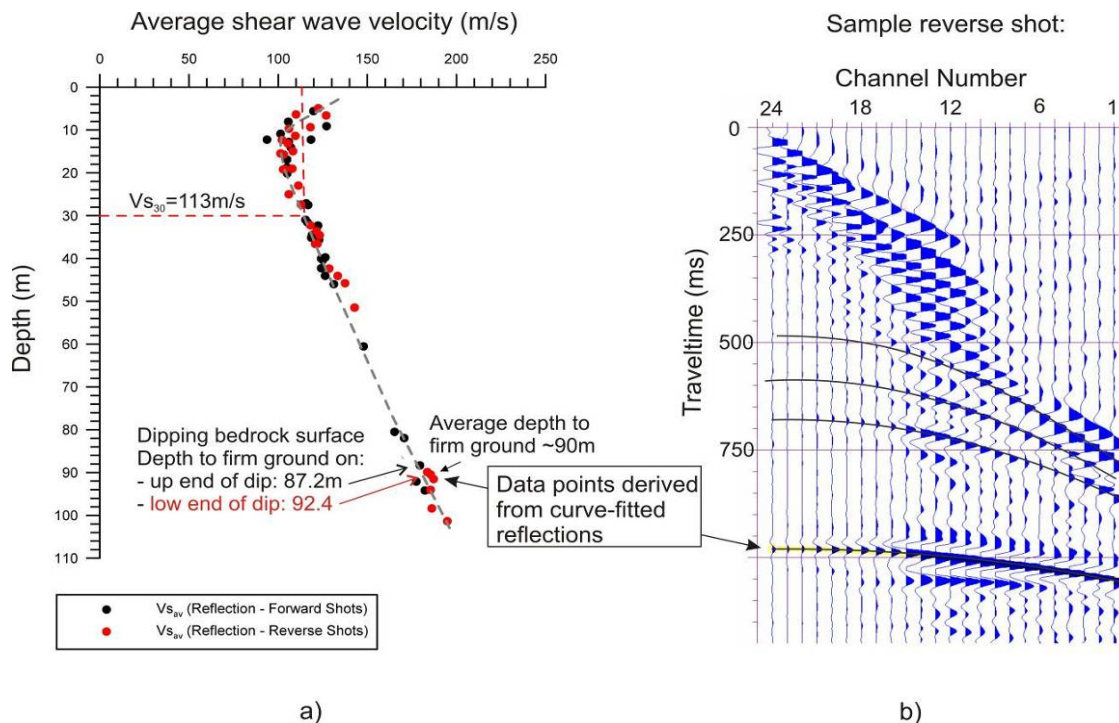 Average shear wave velocity (m/s)
0 50 100 150 200 250
0
10
20
30
40
50
60
70
80
90
100
110
Depth (m)
Vs30=113m/s
Dipping bedrock surface
Depth to firm ground on:
- up end of dip: 87.2m
- low end of dip: 92.4
Average depth to
firm ground ~90m
Data points derived
from curve-fitted
reflections
Vsav (Reflection - Forward Shots)
Vsav (Reflection - Reverse Shots)
a)
Sample reverse shot:
Channel Number
24 18 12 6 1
0
250
500
750
Traveltime (ms)
b)